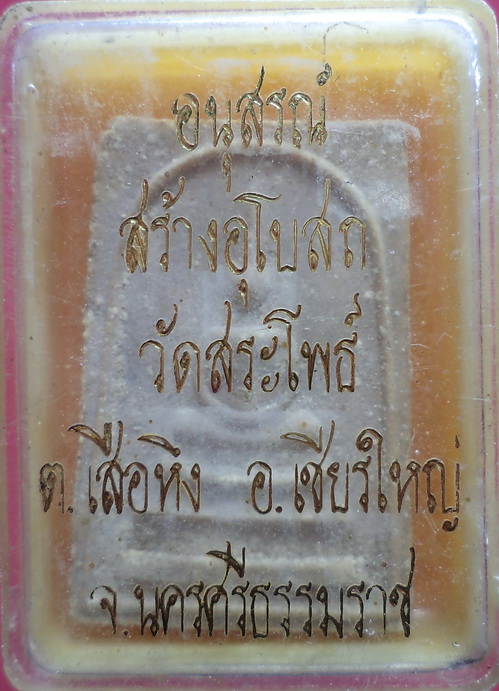 อนุสรณ์
สร้างอุโบสถ
วัดสระโพธิ์
ต.เสือหึง อ.เชียรใหญ่
จ.นครศรีธรรมราช